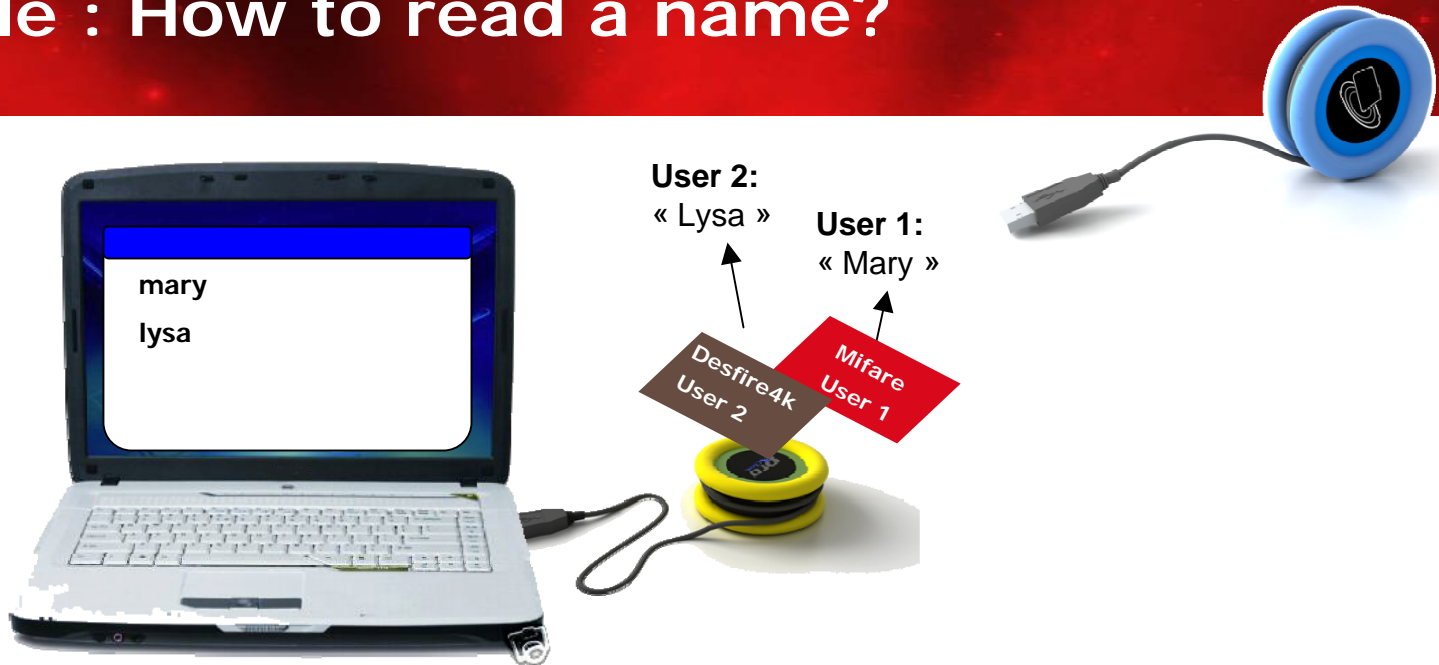 le : How to read a name?
User 2:
« Lysa »
User 1:
« Mary »
mary
lysa
Desfire4k
User 2
Mifare
User 1